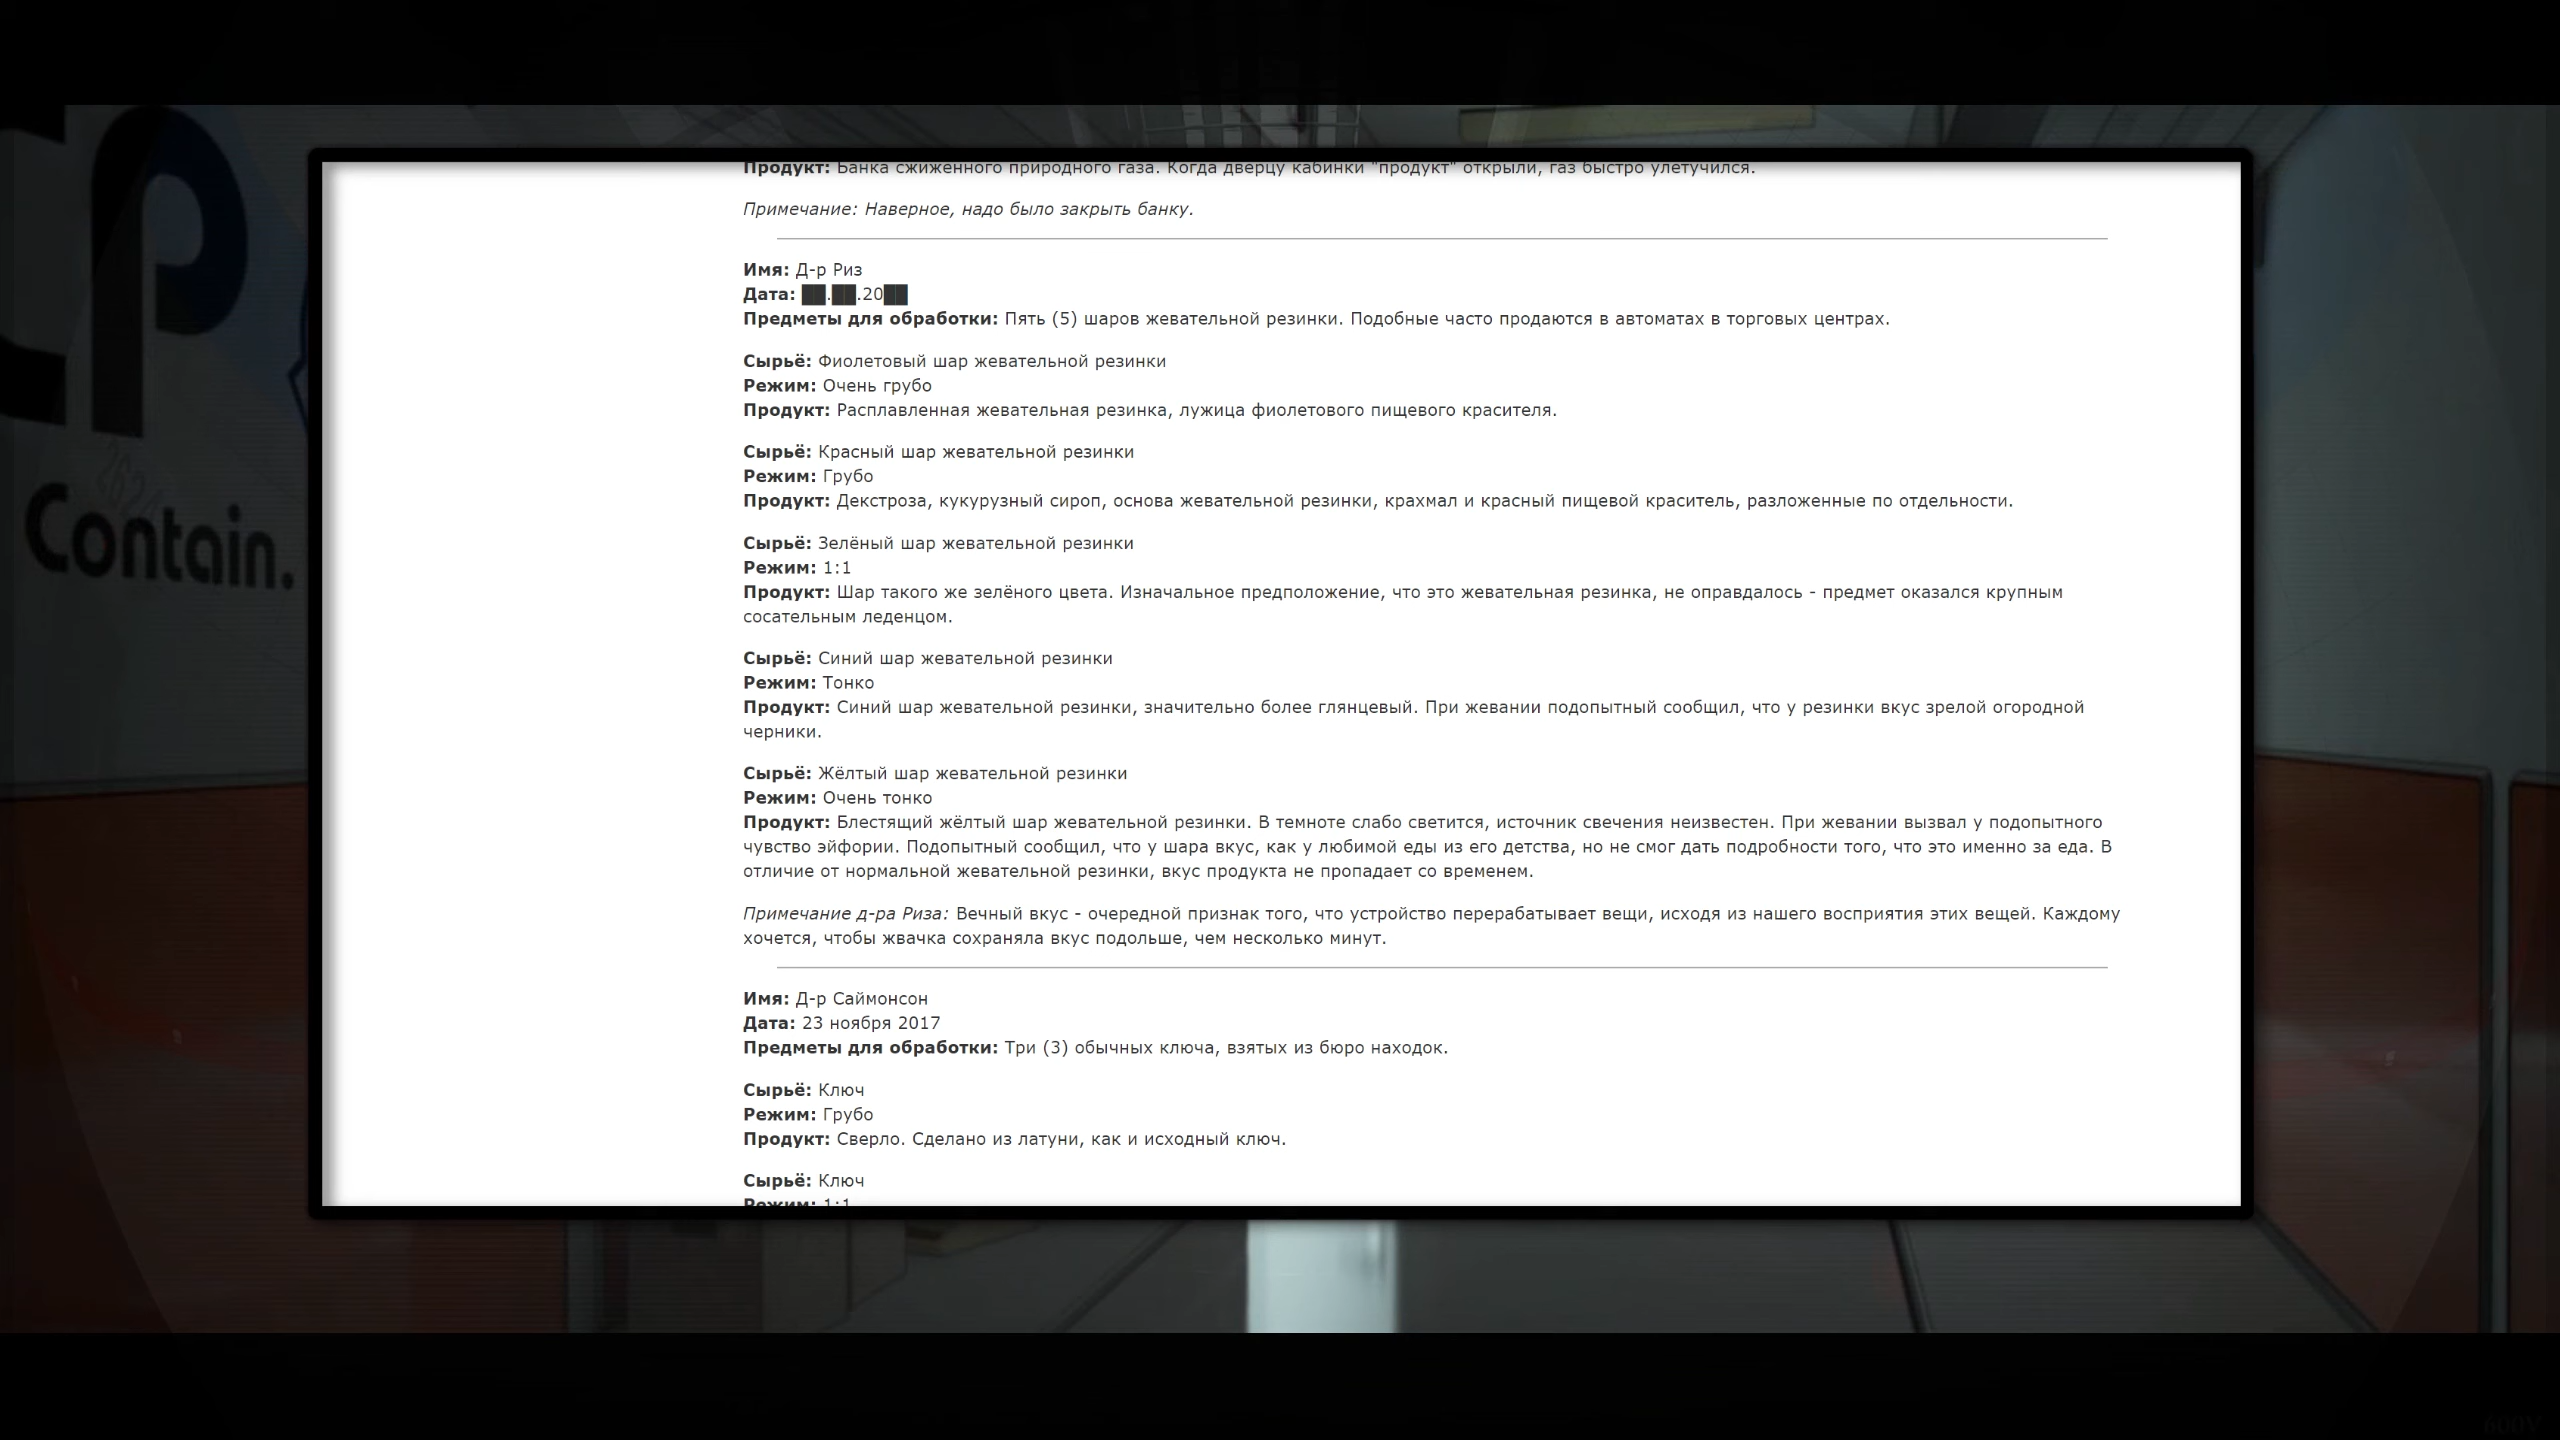 Продукт: Банка сжиженного природного газа. Когда дверцу кабинки "продукт" открыли, газ быстро улетучился.
Примечание: Наверное, надо было закрыть банку.
Имя: Д-р Риз
Дата: ██.██.20██
Предметы для обработки: Пять (5) шаров жевательной резинки. Подобные часто продаются в автоматах в торговых центрах.
Сырьё: Фиолетовый шар жевательной резинки
Режим: Очень грубо
Продукт: Расплавленная жевательная резинка, лужица фиолетового пищевого красителя.
Сырьё: Красный шар жевательной резинки
Режим: Грубо
Продукт: Декстроза, кукурузный сироп, основа жевательной резинки, крахмал и красный пищевой краситель, разложенные по отдельности.
Сырьё: Зелёный шар жевательной резинки
Режим: 1:1
Продукт: Шар такого же зелёного цвета. Изначальное предположение, что это жевательная резинка, не оправдалось - предмет оказался крупным
сосательным леденцом.
Сырьё: Синий шар жевательной резинки
Режим: Тонко
Продукт: Синий шар жевательной резинки, значительно более глянцевый. При жевании подопытный сообщил, что у резинки вкус зрелой огородной
черники.
Сырьё: Жёлтый шар жевательной резинки
Режим: Очень тонко
Продукт: Блестящий жёлтый шар жевательной резинки. В темноте слабо светится, источник свечения неизвестен. При жевании вызвал у подопытного
чувство эйфории. Подопытный сообщил, что у шара вкус, как у любимой еды из его детства, но не смог дать подробности того, что это именно за еда. В
отличие от нормальной жевательной резинки, вкус продукта не пропадает со временем.
Примечание д-ра Риза: Вечный вкус - очередной признак того, что устройство перерабатывает вещи, исходя из нашего восприятия этих вещей. Каждому
хочется, чтобы жвачка сохраняла вкус подольше, чем несколько минут.
Имя: Д-р Саймонсон
Дата: 23 ноября 2017
Предметы для обработки: Три (3) обычных ключа, взятых из бюро находок.
Сырьё: Ключ
Режим: Грубо
Продукт: Сверло. Сделано из латуни, как и исходный ключ.
Сырьё: Ключ
Режим: 1:1
CP
Contain.